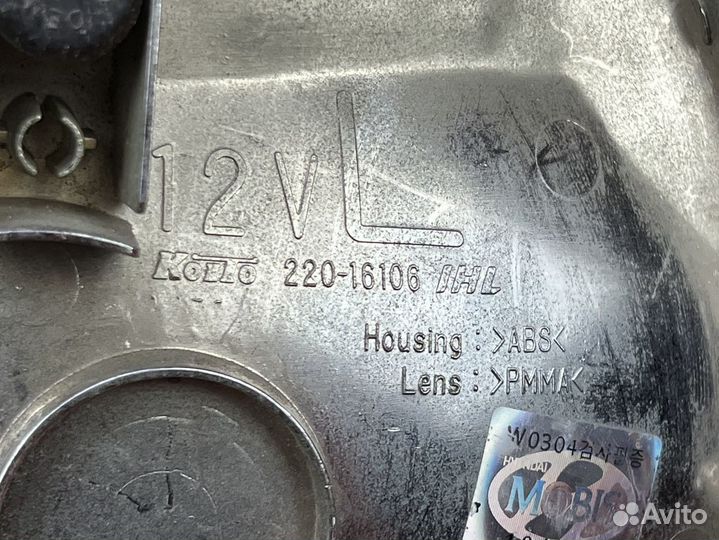 12V L
KOITO 220-16106 IHL
Housing : >ABS<
Lens : >PMMA<
W0304검사필증
HYUNDAI
MOBIS
Avito